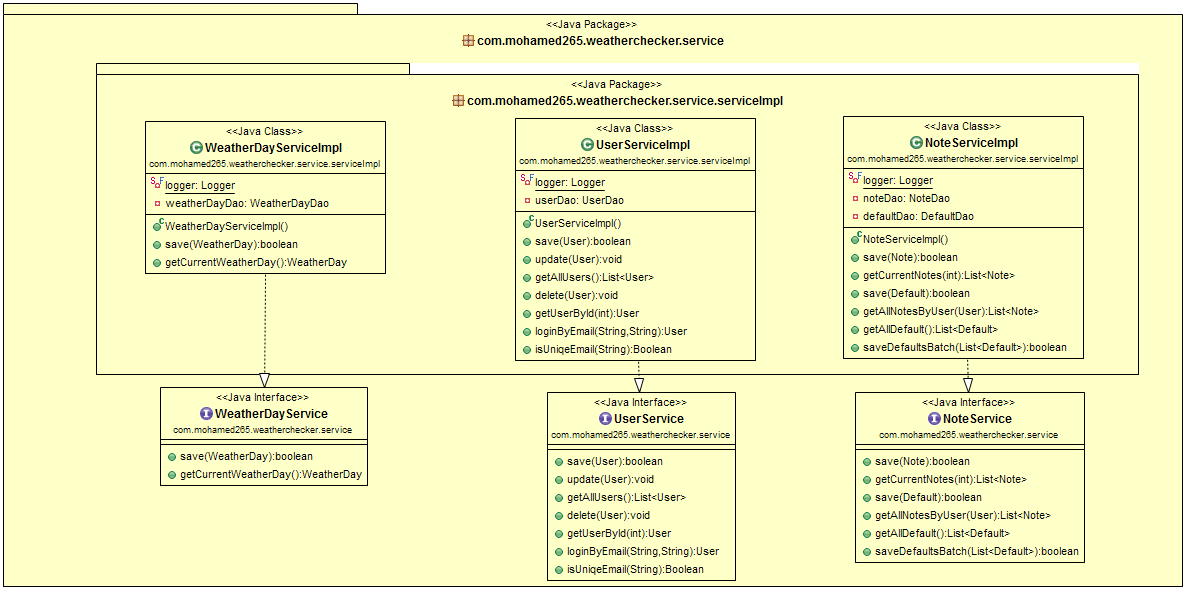 <<Java Package>>
com.mohamed265.weatherchecker.service
<<Java Package>>
com.mohamed265.weatherchecker.service.serviceImpl
<<Java Class>>
WeatherDayServiceImpl
com.mohamed265.weatherchecker.service.serviceImpl
logger: Logger
weatherDayDao: WeatherDayDao
WeatherDayServiceImpl()
save(WeatherDay):boolean
getCurrentWeatherDay():WeatherDay
<<Java Class>>
UserServiceImpl
com.mohamed265.weatherchecker.service.serviceImpl
logger: Logger
userDao: UserDao
UserServiceImpl()
save(User):boolean
update(User):void
getAllUsers():List<User>
delete(User):void
getUserById(int):User
loginByEmail(String,String):User
isUniqeEmail(String):Boolean
<<Java Class>>
NoteServiceImpl
com.mohamed265.weatherchecker.service.serviceImpl
logger: Logger
noteDao: NoteDao
defaultDao: DefaultDao
NoteServiceImpl()
save(Note):boolean
getCurrentNotes(int):List<Note>
save(Default):boolean
getAllNotesByUser(User):List<Note>
getAllDefault():List<Default>
saveDefaultsBatch(List<Default>):boolean
<<Java Interface>>
WeatherDayService
com.mohamed265.weatherchecker.service
save(WeatherDay):boolean
getCurrentWeatherDay():WeatherDay
<<Java Interface>>
UserService
com.mohamed265.weatherchecker.service
save(User):boolean
update(User):void
getAllUsers():List<User>
delete(User):void
getUserById(int):User
loginByEmail(String,String):User
isUniqeEmail(String):Boolean
<<Java Interface>>
NoteService
com.mohamed265.weatherchecker.service
save(Note):boolean
getCurrentNotes(int):List<Note>
save(Default):boolean
getAllNotesByUser(User):List<Note>
getAllDefault():List<Default>
saveDefaultsBatch(List<Default>):boolean